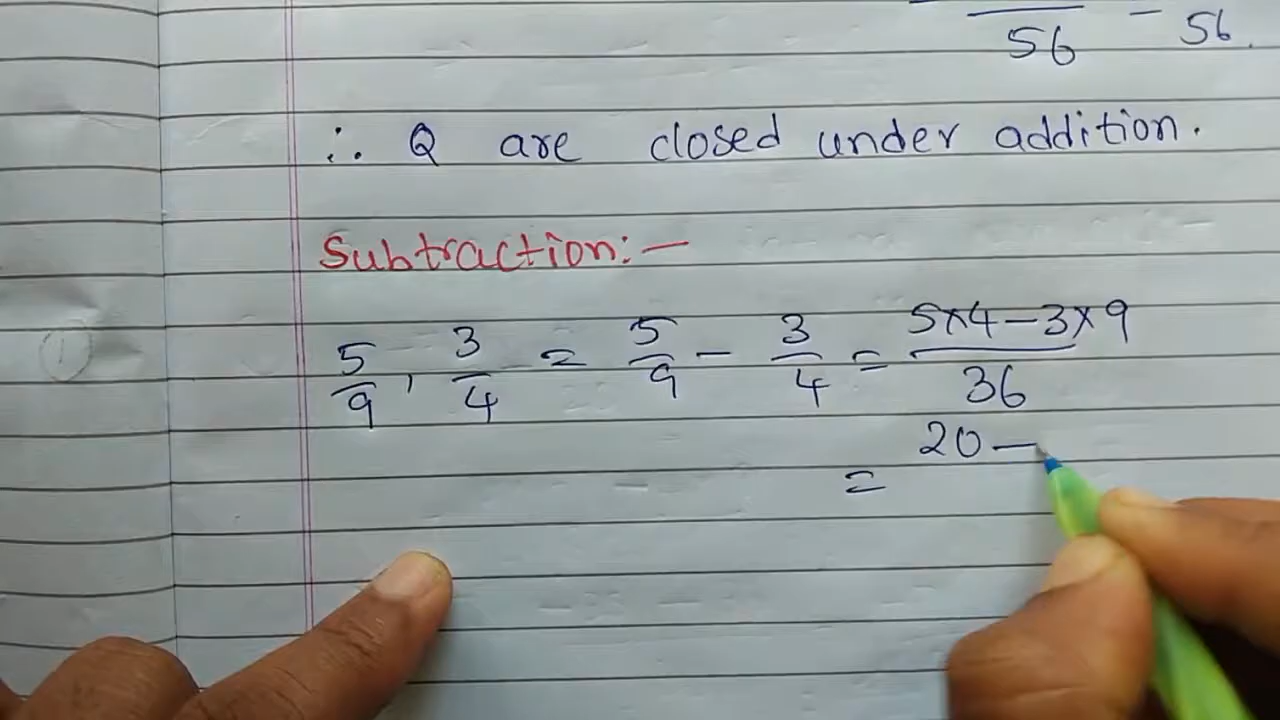 56 - 56.
∴ Q are closed under addition.
Subtraction:-
5/9, 3/4 = 5/9 - 3/4 = 5×4-3×9/36
= 20-